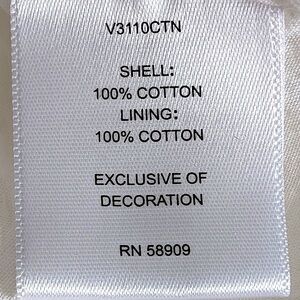 V3110CTN
SHELL:
100% COTTON
LINING:
100% COTTON
EXCLUSIVE OF
DECORATION
RN 58909